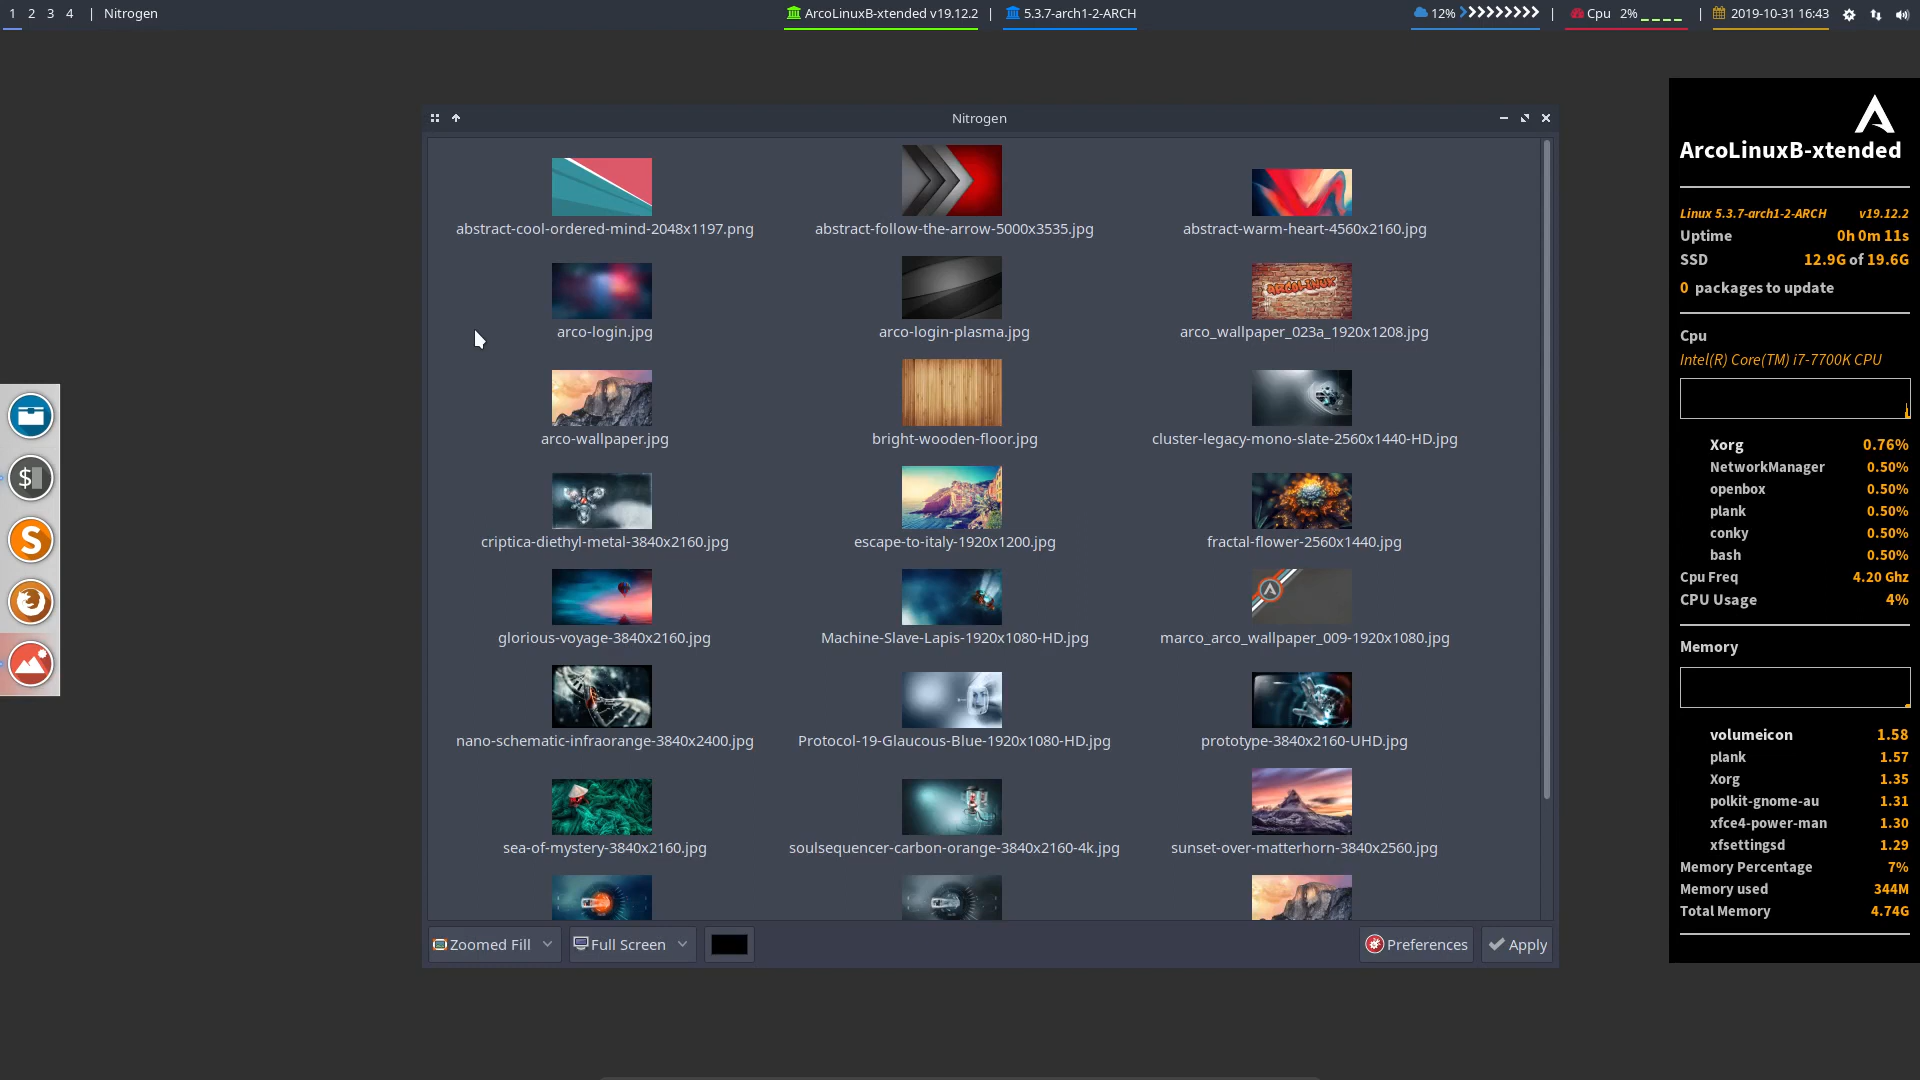 1 2 3 4 | Nitrogen
ArcoLinuxB-xtended v19.12.2 | 5.3.7-arch1-2-ARCH
12% | Cpu 2% | 2019-10-31 16:43
Nitrogen
abstract-cool-ordered-mind-2048x1197.png
abstract-follow-the-arrow-5000x3535.jpg
abstract-warm-heart-4560x2160.jpg
ARCOLINUX
arco-login.jpg
arco-login-plasma.jpg
arco_wallpaper_023a_1920x1208.jpg
arco-wallpaper.jpg
bright-wooden-floor.jpg
cluster-legacy-mono-slate-2560x1440-HD.jpg
criptica-diethyl-metal-3840x2160.jpg
escape-to-italy-1920x1200.jpg
fractal-flower-2560x1440.jpg
glorious-voyage-3840x2160.jpg
Machine-Slave-Lapis-1920x1080-HD.jpg
marco_arco_wallpaper_009-1920x1080.jpg
nano-schematic-infraorange-3840x2400.jpg
Protocol-19-Glaucous-Blue-1920x1080-HD.jpg
prototype-3840x2160-UHD.jpg
sea-of-mystery-3840x2160.jpg
soulsequencer-carbon-orange-3840x2160-4k.jpg
sunset-over-matterhorn-3840x2560.jpg
Zoomed Fill
Full Screen
Preferences
Apply
$
S
ArcoLinuxB-xtended
Linux 5.3.7-arch1-2-ARCH v19.12.2
Uptime 0h 0m 11s
SSD 12.9G of 19.6G
0 packages to update
Cpu
Intel(R) Core(TM) i7-7700K CPU
Xorg 0.76%
NetworkManager 0.50%
openbox 0.50%
plank 0.50%
conky 0.50%
bash 0.50%
Cpu Freq 4.20 Ghz
CPU Usage 4%
Memory
volumeicon 1.58
plank 1.57
Xorg 1.35
polkit-gnome-au 1.31
xfce4-power-man 1.30
xfsettingsd 1.29
Memory Percentage 7%
Memory used 344M
Total Memory 4.74G